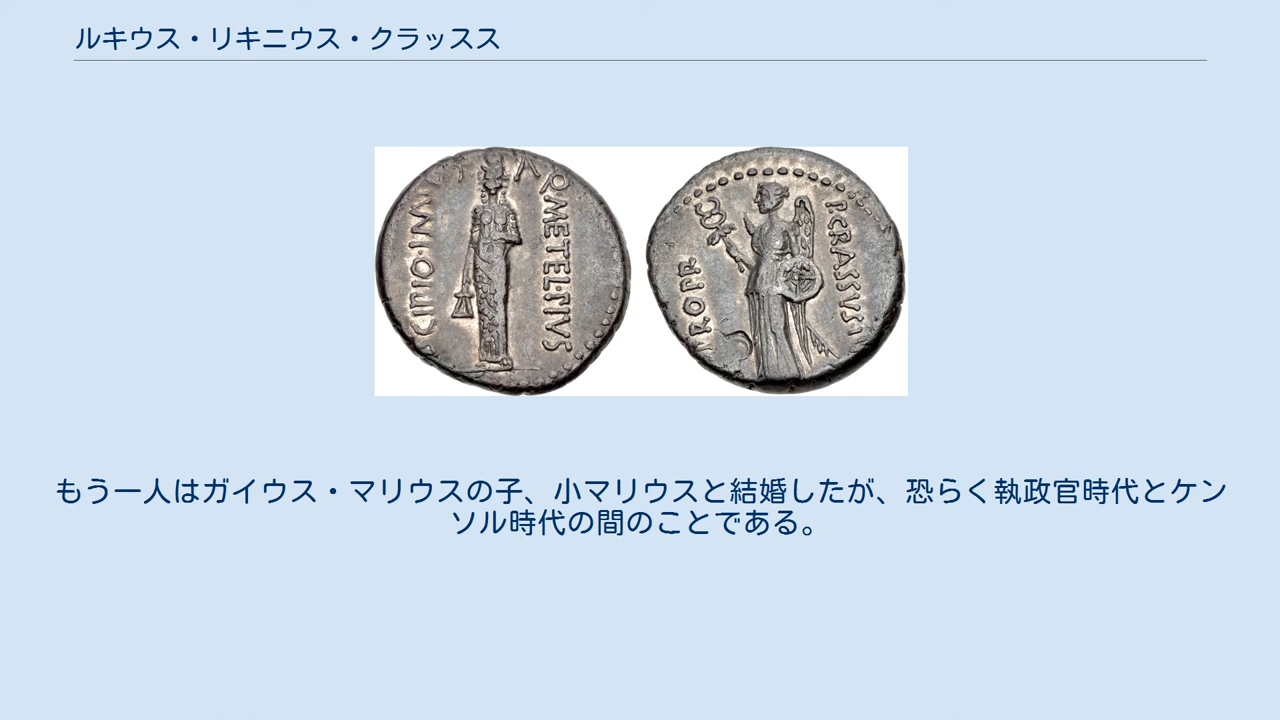 ルキウス・リキニウス・クラッスス
METEL·PIVS
P·CRASSVS
もう一人はガイウス・マリウスの子、小マリウスと結婚したが、恐らく執政官時代とケン
ソル時代の間のことである。